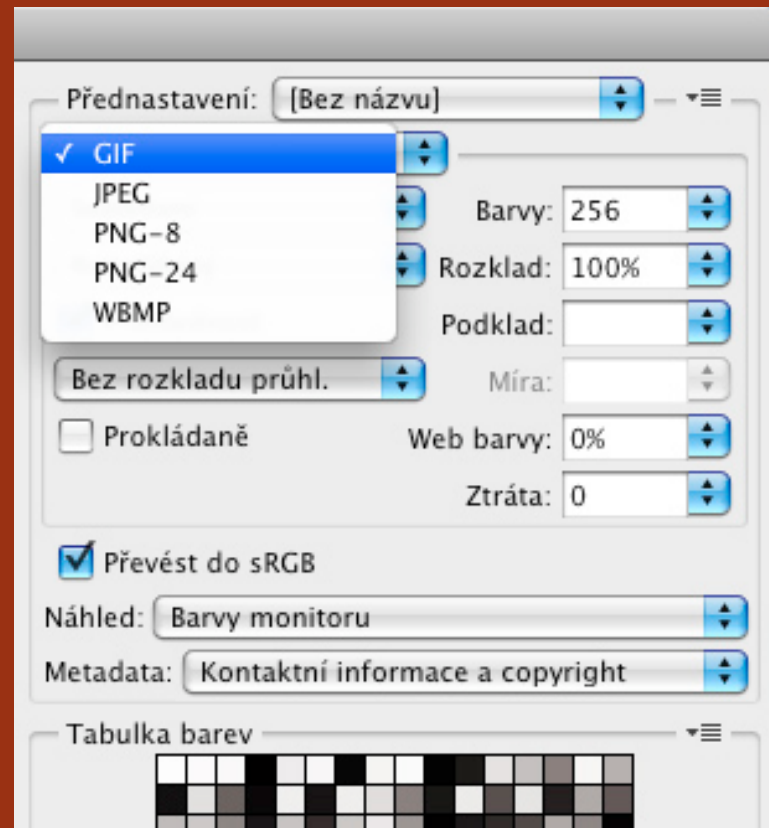 Přednastavení: [Bez názvu]
✓ GIF
JPEG
PNG-8
PNG-24
WBMP
Barvy: 256
Rozklad: 100%
Podklad:
Bez rozkladu průhl.
Míra:
Prokládaně
Web barvy: 0%
Ztráta: 0
Převést do sRGB
Náhled: Barvy monitoru
Metadata: Kontaktní informace a copyright
Tabulka barev